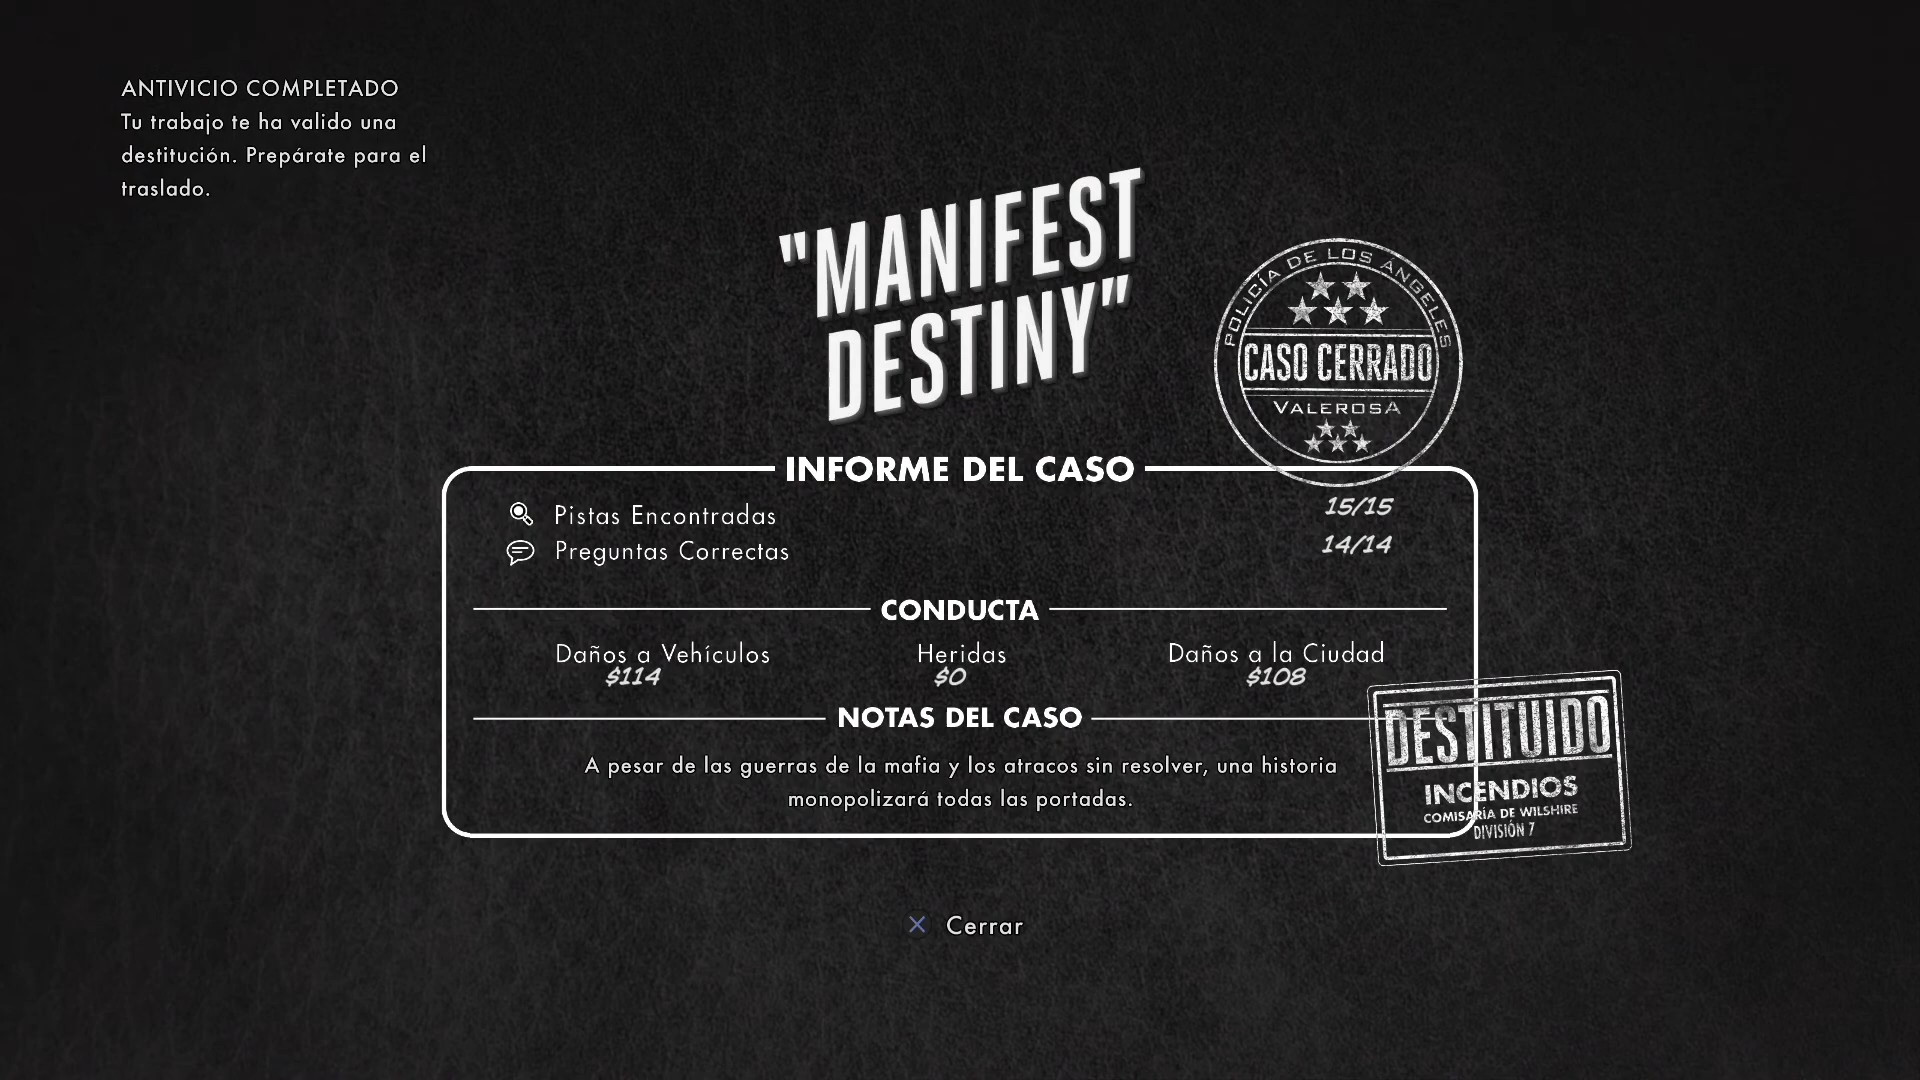 ANTIVICIO COMPLETADO
Tu trabajo te ha valido una
destitución. Prepárate para el
traslado.
"MANIFEST
DESTINY"
POLICÍA DE LOS ÁNGELES
CASO CERRADO
VALEROSA
INFORME DEL CASO
Pistas Encontradas 15/15
Preguntas Correctas 14/14
CONDUCTA
Daños a Vehículos Heridas Daños a la Ciudad
$114 $0 $108
NOTAS DEL CASO
A pesar de las guerras de la mafia y los atracos sin resolver, una historia
monopolizará todas las portadas.
DESTITUIDO
INCENDIOS
COMISARÍA DE WILSHIRE
DIVISIÓN 7
Cerrar